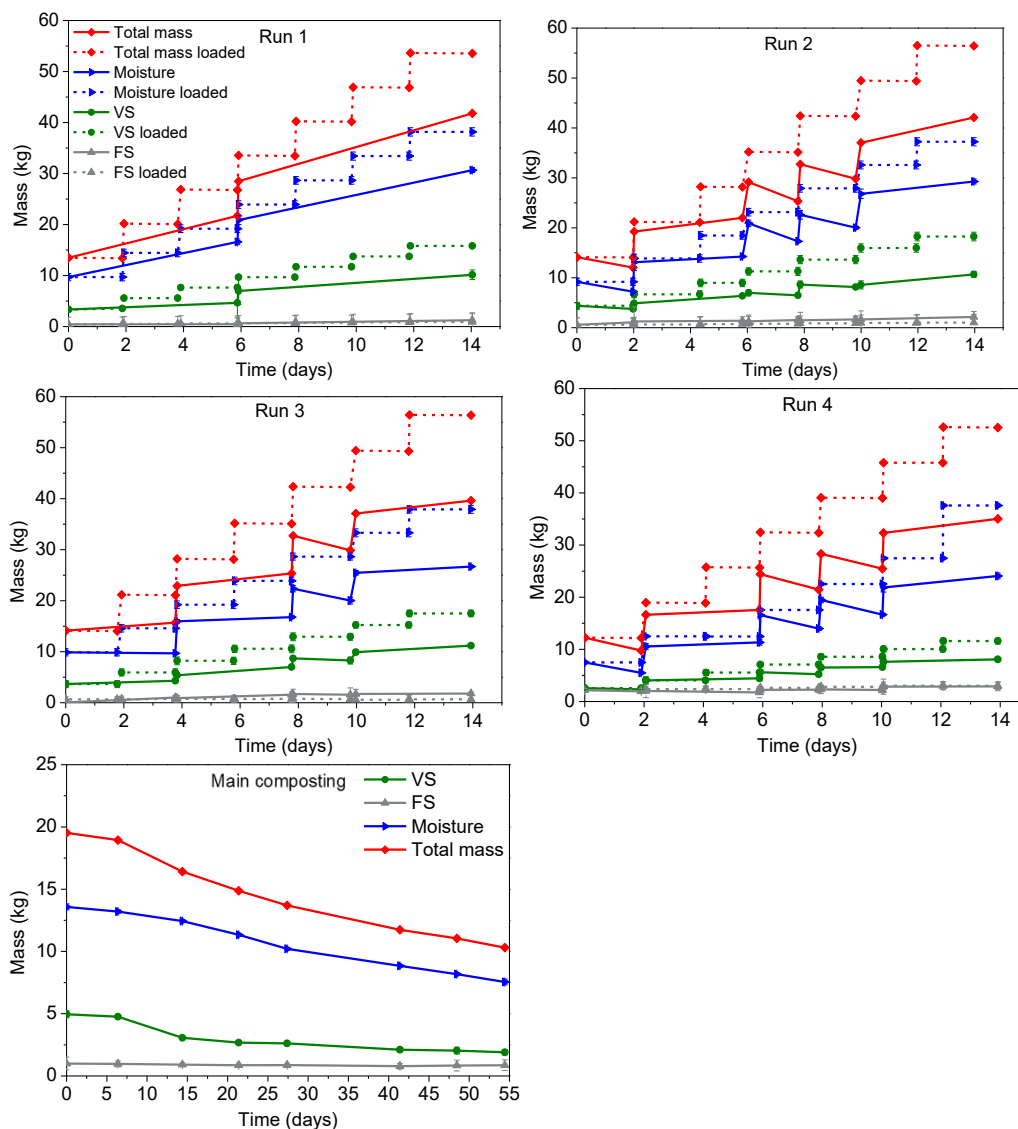 Run 1
Total mass
Total mass loaded
Moisture
Moisture loaded
VS
VS loaded
FS
FS loaded
Mass (kg)
60
50
40
30
20
10
0
0 2 4 6 8 10 12 14
Time (days)
Run 2
Mass (kg)
60
50
40
30
20
10
0
0 2 4 6 8 10 12 14
Time (days)
Run 3
Mass (kg)
60
50
40
30
20
10
0
0 2 4 6 8 10 12 14
Time (days)
Run 4
Mass (kg)
60
50
40
30
20
10
0
0 2 4 6 8 10 12 14
Time (days)
Main composting
VS
FS
Moisture
Total mass
Mass (kg)
25
20
15
10
5
0
0 5 10 15 20 25 30 35 40 45 50 55
Time (days)